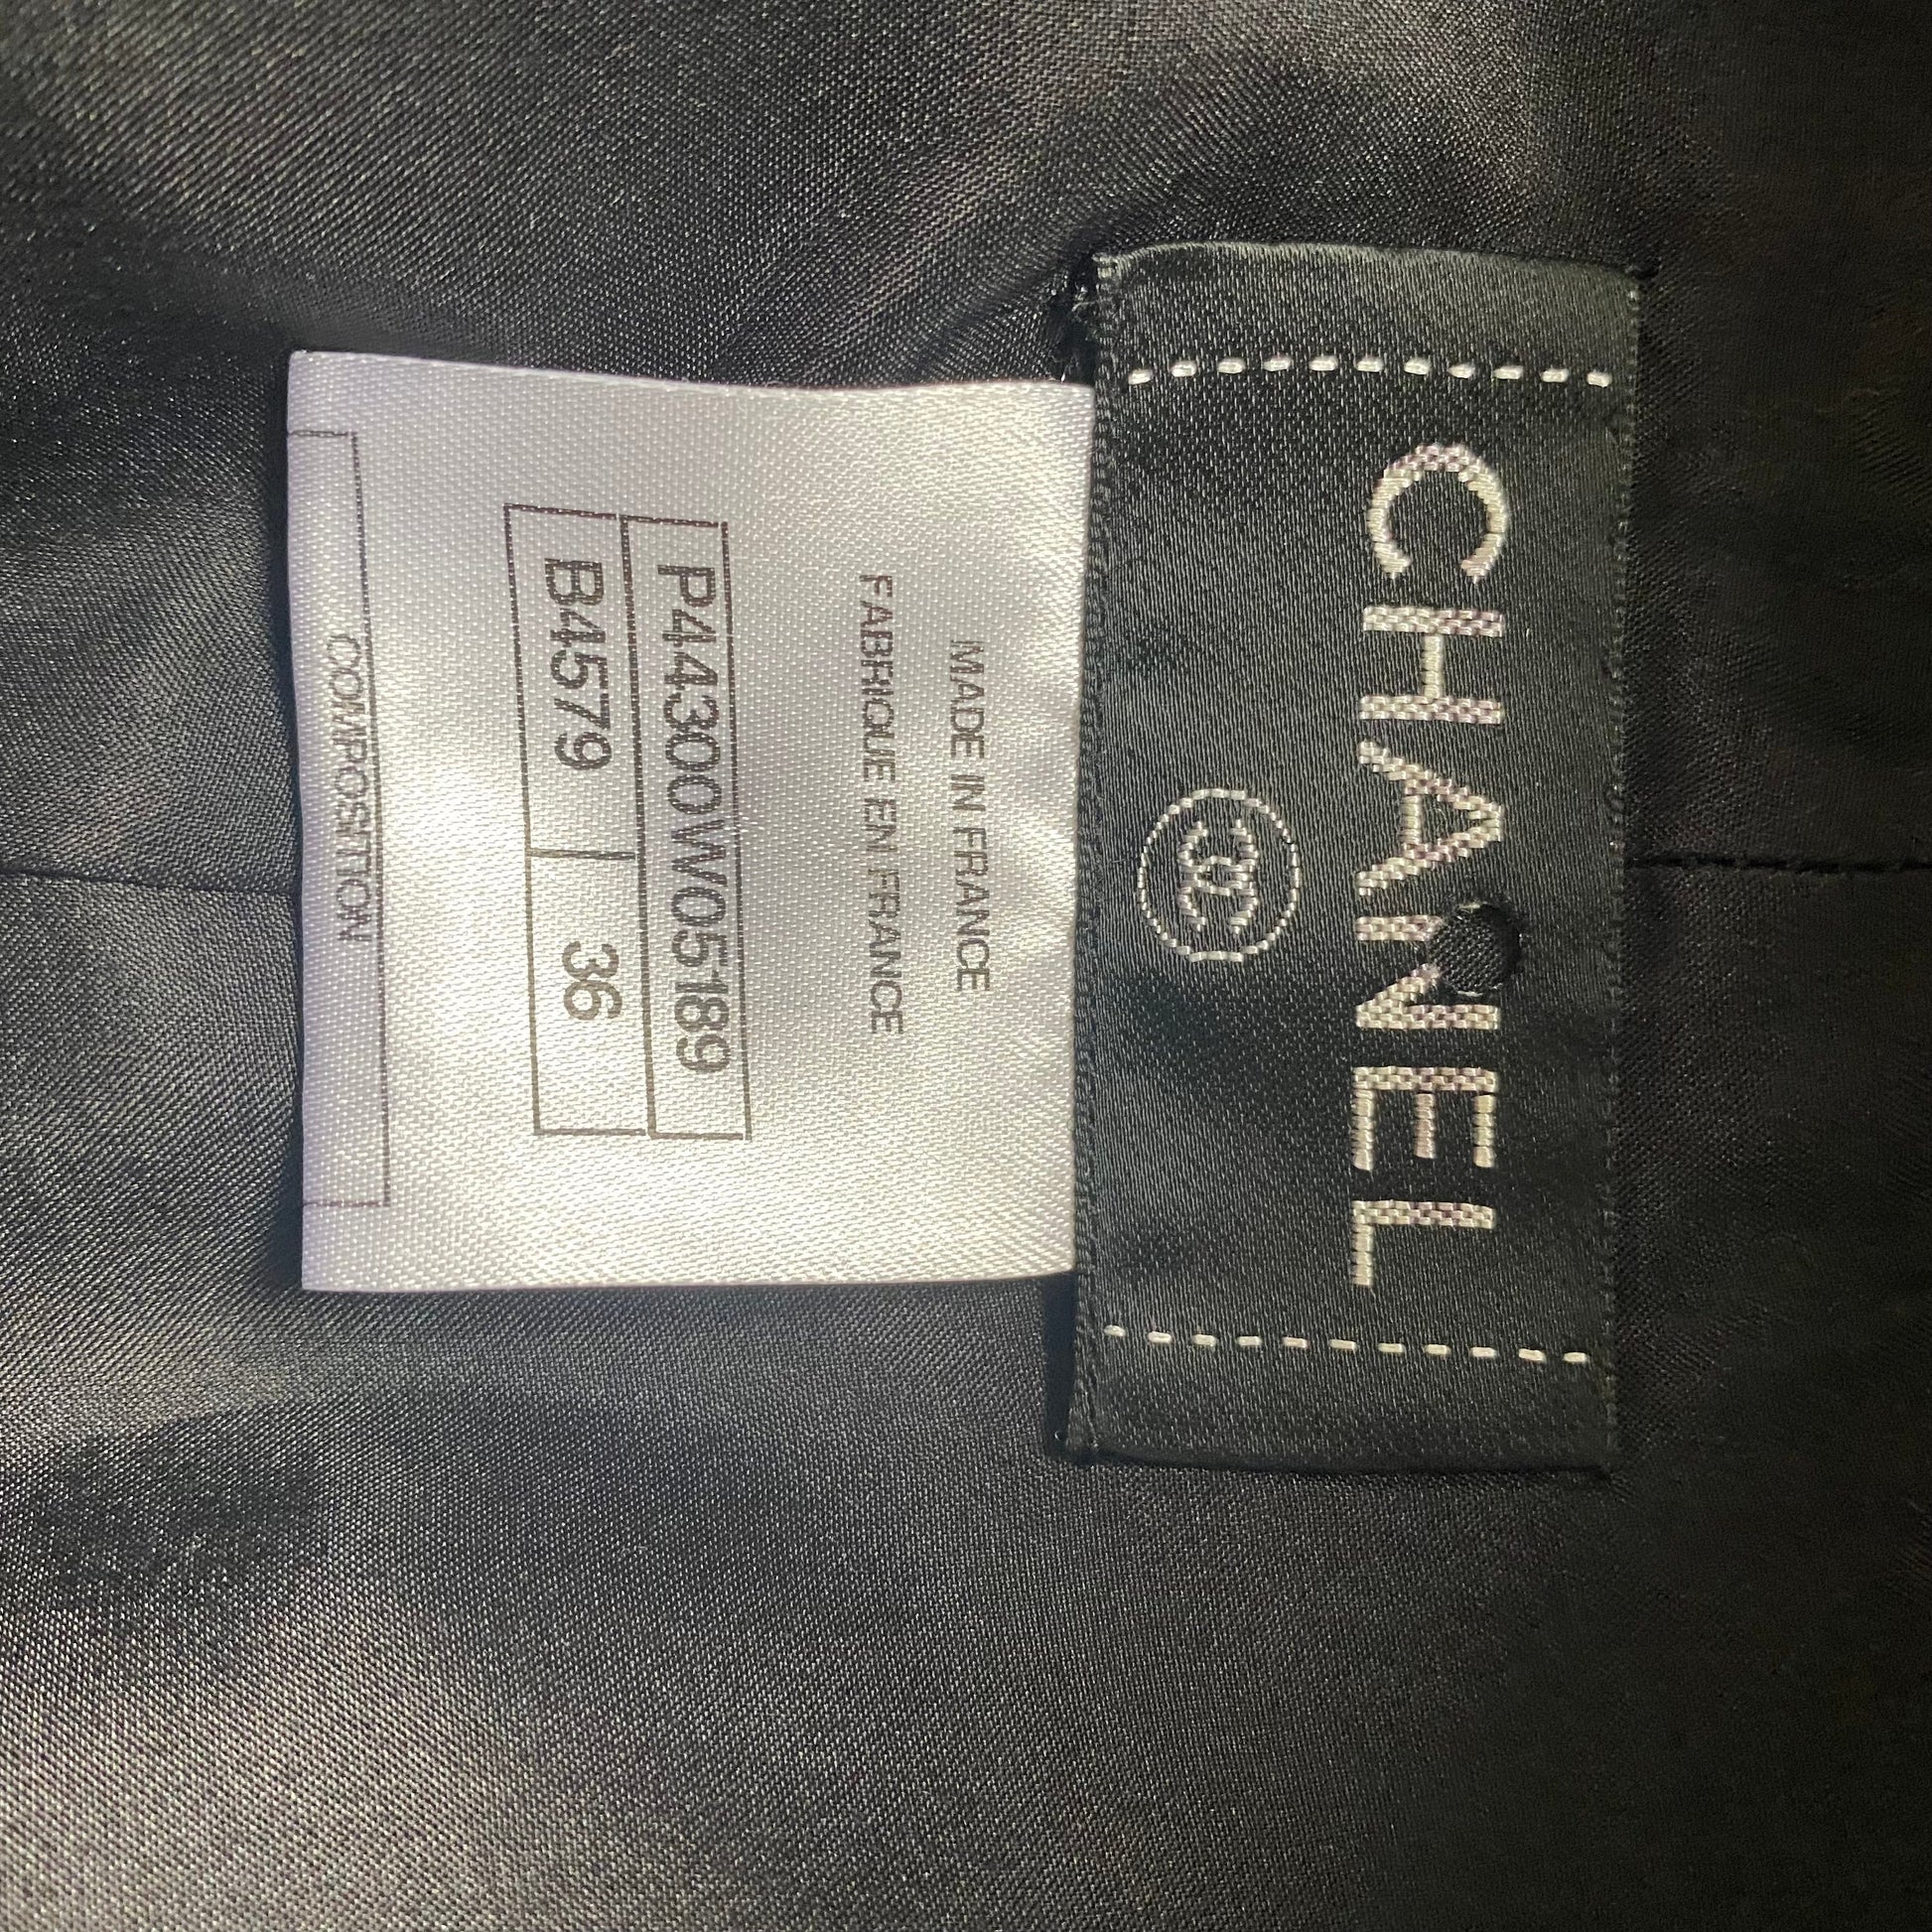 CHANEL
MADE IN FRANCE
FABRIQUE EN FRANCE
P44300W05189
B4579 36
COMPOSITION